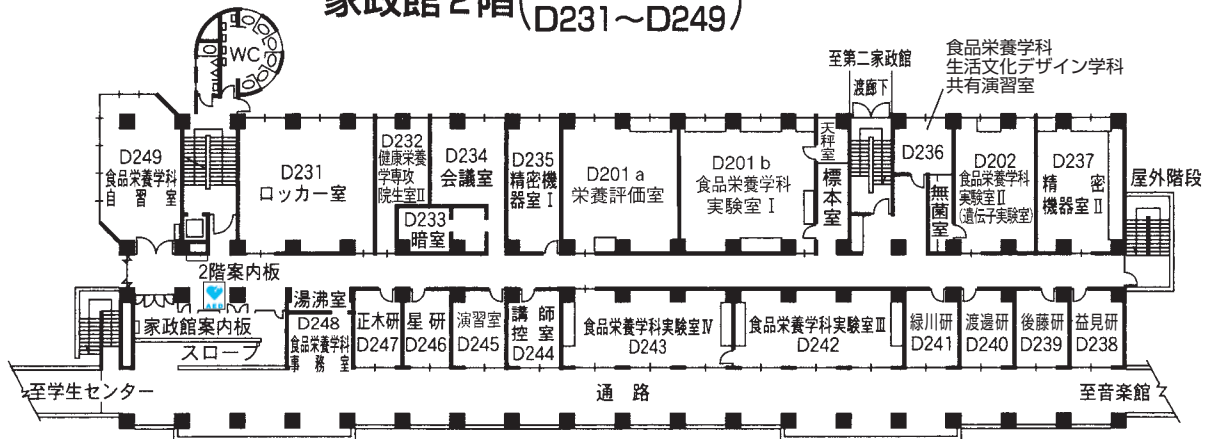 家政館2階(D231〜D249)
WC
至第二家政館
渡廊下
食品栄養学科
生活文化デザイン学科
共有演習室
D249
食品栄養学科
自習室
D231
ロッカー室
D232
健康栄養
学専攻
院生室Ⅱ
D233
暗室
D234
会議室
D235
精密機
器室Ⅰ
D201a
栄養評価室
D201b
食品栄養学科
実験室Ⅰ
天秤室
標本室
D236
無菌室
D202
食品栄養学科
実験室Ⅱ
(遺伝子実験室)
D237
精密
機器室Ⅱ
屋外階段
2階案内板
AED
家政館案内板
スロープ
湯沸室
D248
食品栄養学科
事務室
正木研
D247
星研
D246
演習室
D245
講師
控室
D244
食品栄養学科実験室Ⅳ
D243
食品栄養学科実験室Ⅲ
D242
緑川研
D241
渡邊研
D240
後藤研
D239
益見研
D238
至学生センター
通路
至音楽館